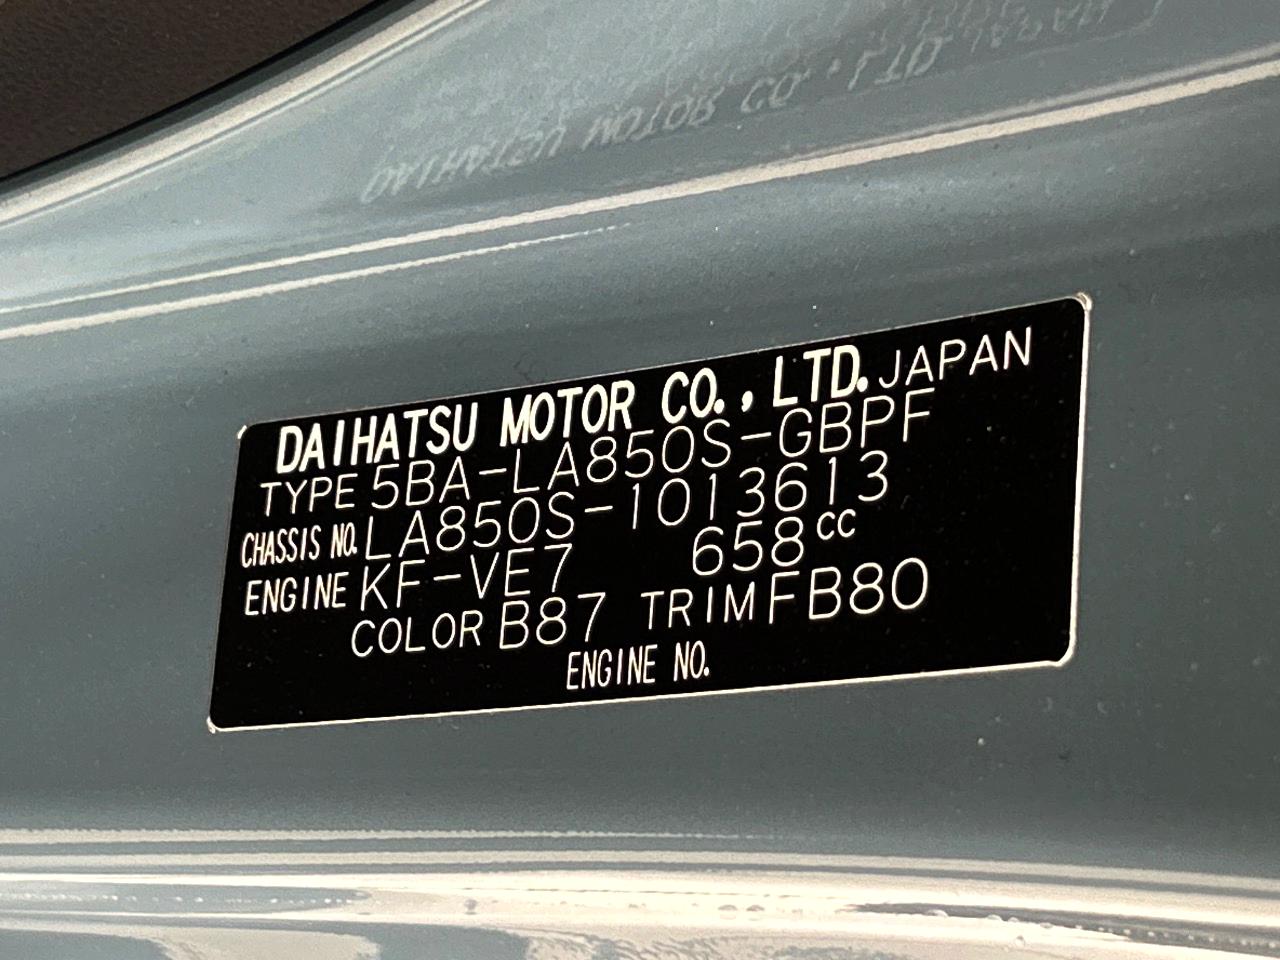 DAIHATSU MOTOR CO., LTD. JAPAN
TYPE 5BA-LA850S-GBPF
CHASSIS NO. LA850S-1013613
ENGINE KF-VE7 658cc
COLOR B87 TRIM FB80
ENGINE NO.